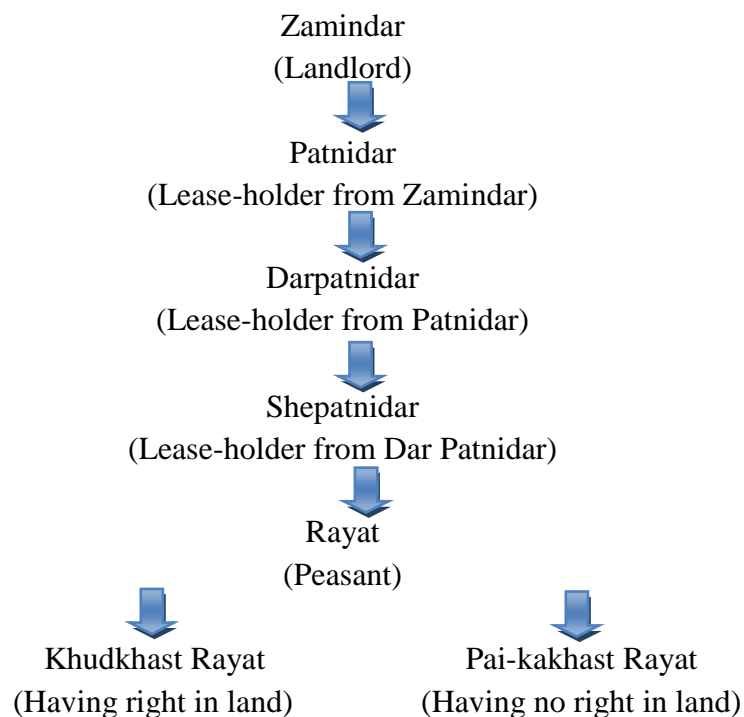 Zamindar
(Landlord)
Patnidar
(Lease-holder from Zamindar)
Darpatnidar
(Lease-holder from Patnidar)
Shepatnidar
(Lease-holder from Dar Patnidar)
Rayat
(Peasant)
Khudkhast Rayat
(Having right in land)
Pai-kakhast Rayat
(Having no right in land)